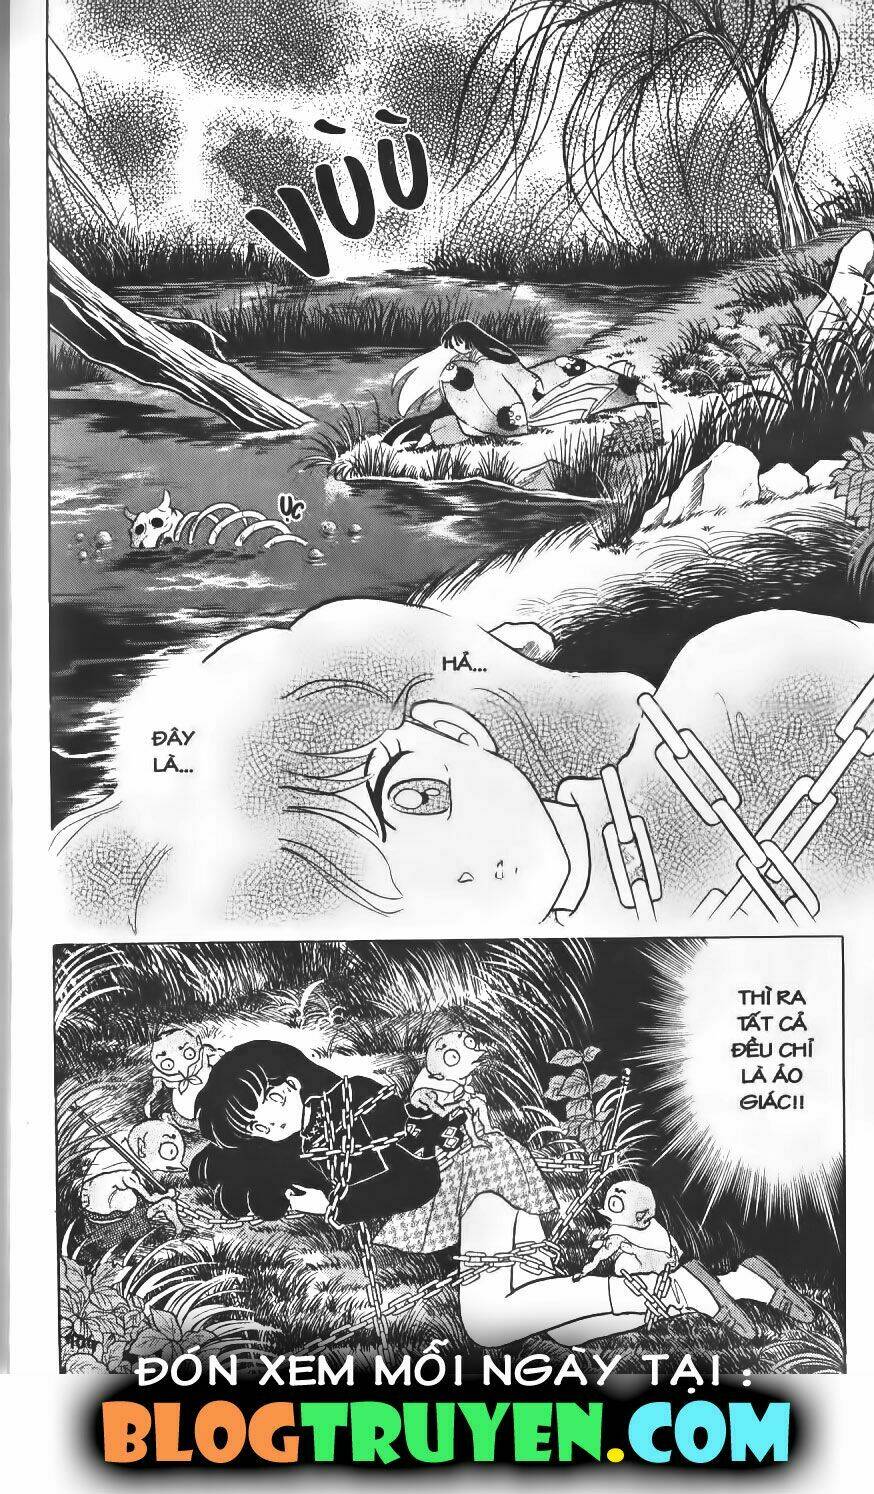 VÙÙ
ỤC
HẢ...
ĐÂY
LÀ...
THÌ RA
TẤT CẢ
ĐỀU CHỈ
LÀ ẢO
GIÁC!!
ĐÓN XEM MỖI NGÀY TẠI :
BLOGTRUYEN.COM